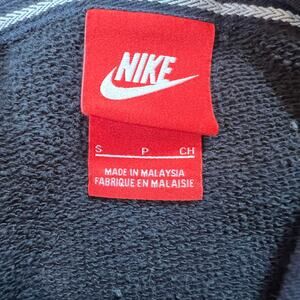 NIKE
S P CH
MADE IN MALAYSIA
FABRIQUE EN MALAISIE